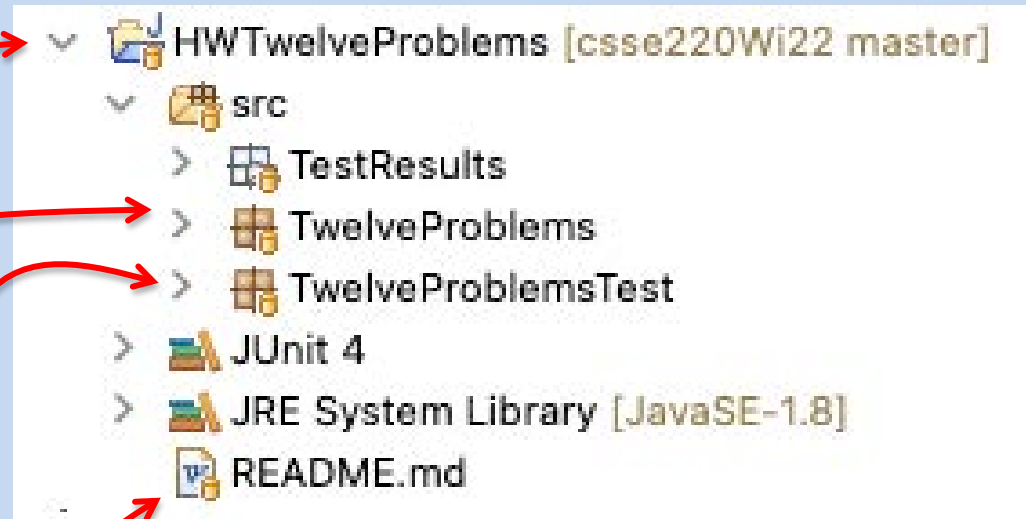 HWTwelveProblems [csse220Wi22 master]
src
TestResults
TwelveProblems
TwelveProblemsTest
JUnit 4
JRE System Library [JavaSE-1.8]
README.md